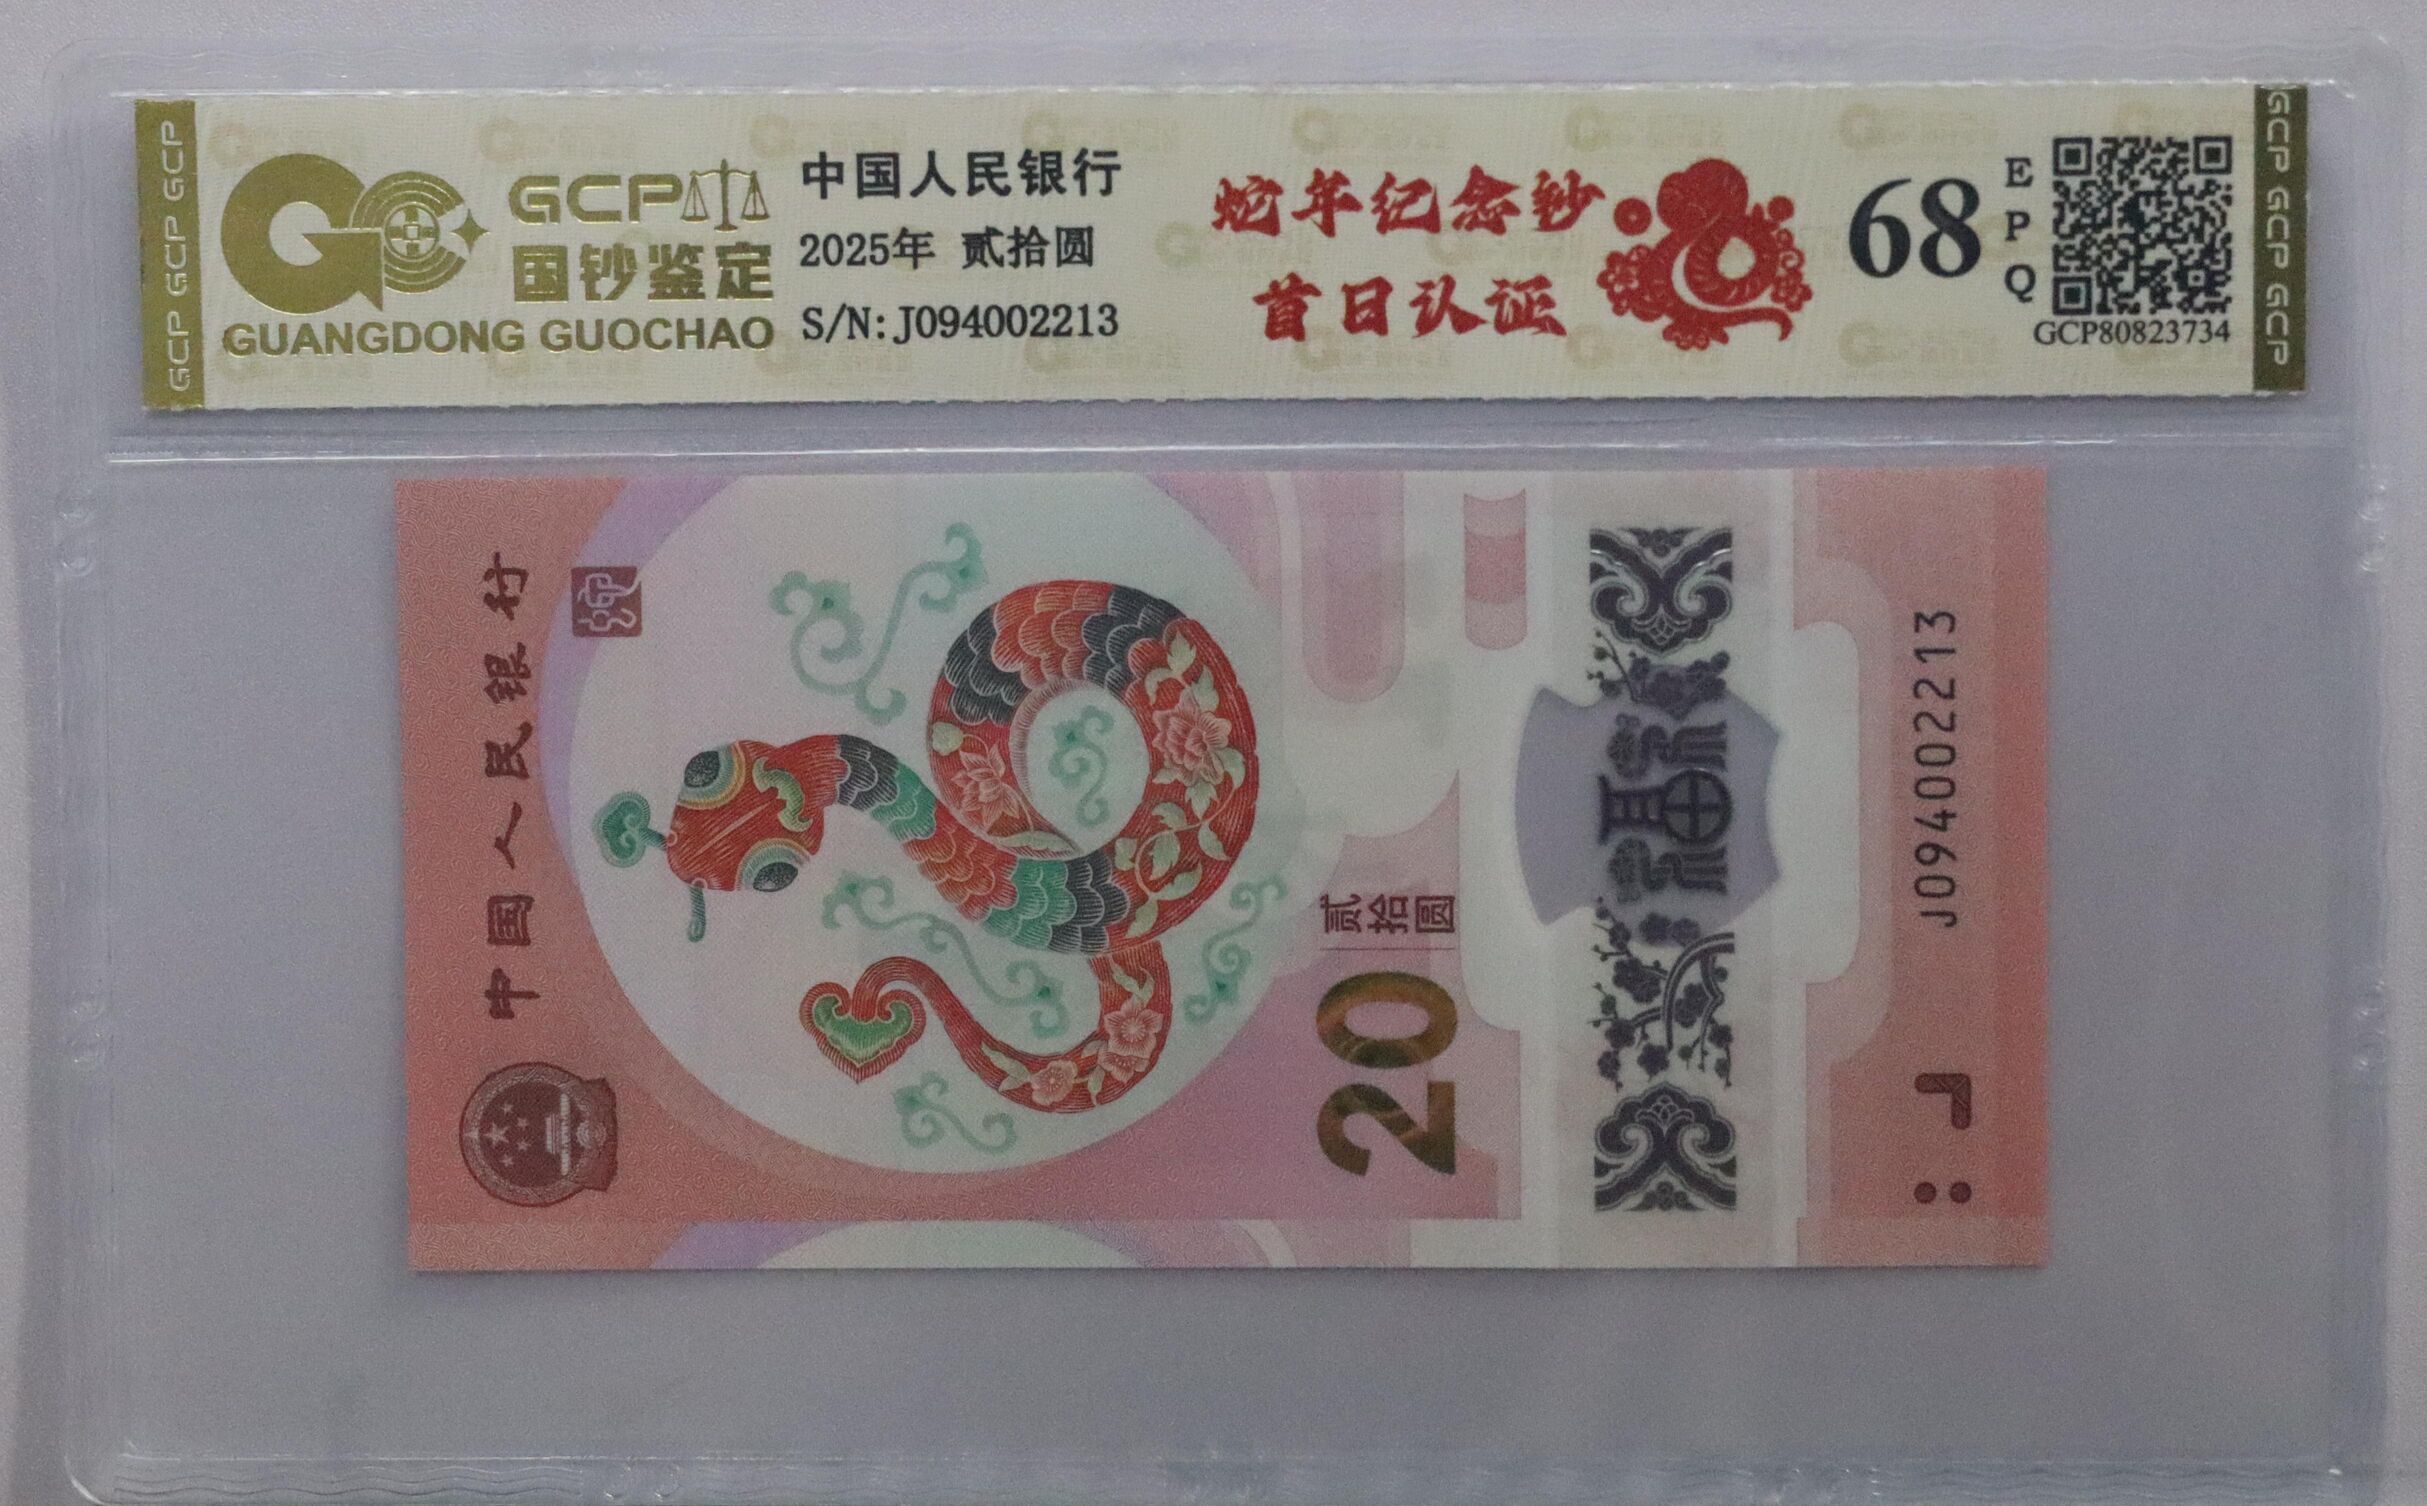 GCP GCP GCP
GCP
国钞鉴定
GUANGDONG GUOCHAO
中国人民银行
2025年 贰拾圆
S/N: J094002213
蛇年纪念钞
首日认证
68
EPQ
GCP80823734
GCP GCP GCP
中国人民银行
20
贰拾圆
福
J094002213